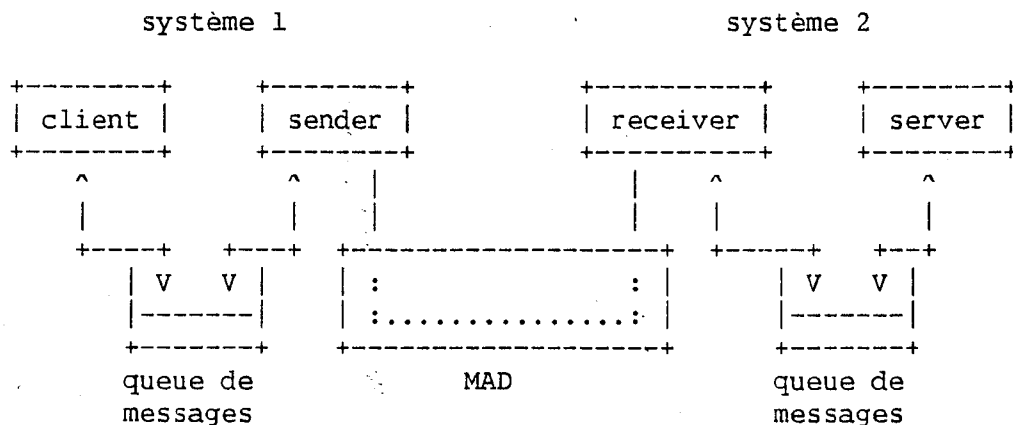 système 1 système 2
client sender receiver server
V V : : V V
:................:
queue de MAD queue de
messages messages